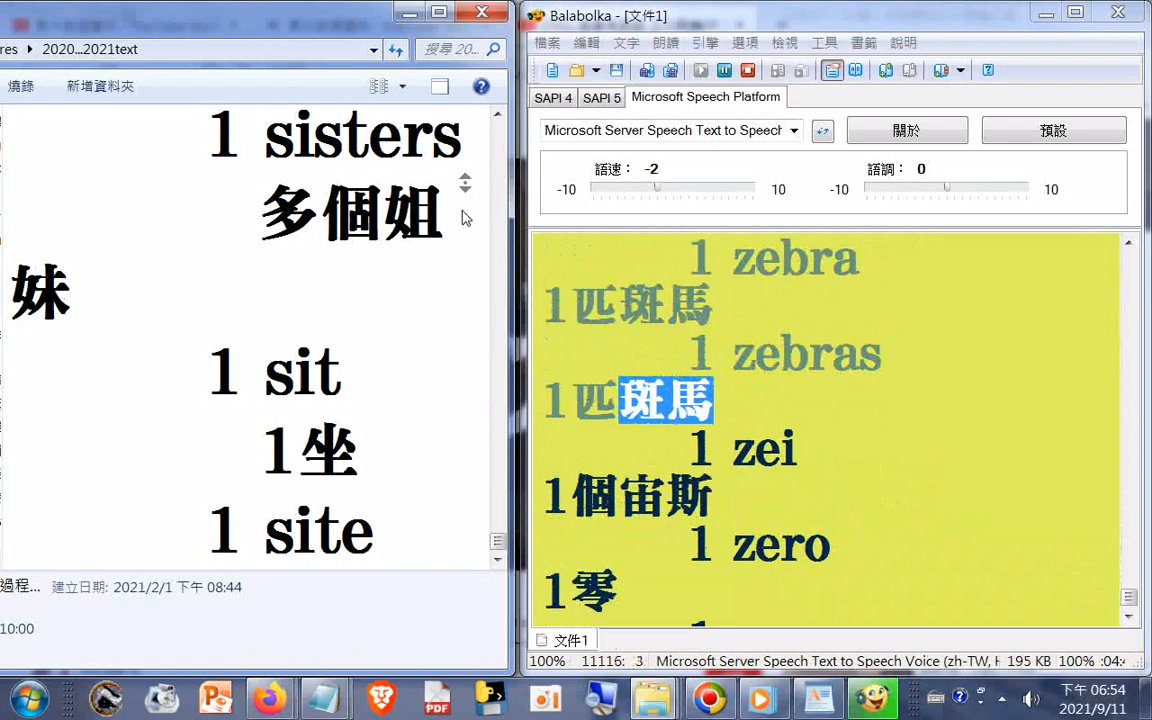 res ▸ 2020...2021text
搜尋 20...
燒錄 新增資料夾
1 sisters
多個姐
妹
1 sit
1坐
1 site
過程... 建立日期: 2021/2/1 下午 08:44
10:00
Balabolka - [文件1]
檔案 編輯 文字 朗讀 引擎 選項 檢視 工具 書籤 說明
SAPI 4 SAPI 5 Microsoft Speech Platform
Microsoft Server Speech Text to Speech 關於 預設
語速： -2 語調： 0
-10 10 -10 10
1 zebra
1匹斑馬
1 zebras
1匹斑馬
1 zei
1個宙斯
1 zero
1零
文件1
100% 11116: 3 Microsoft Server Speech Text to Speech Voice (zh-TW, 195 KB 100% :04:
PDF
下午 06:54
2021/9/11